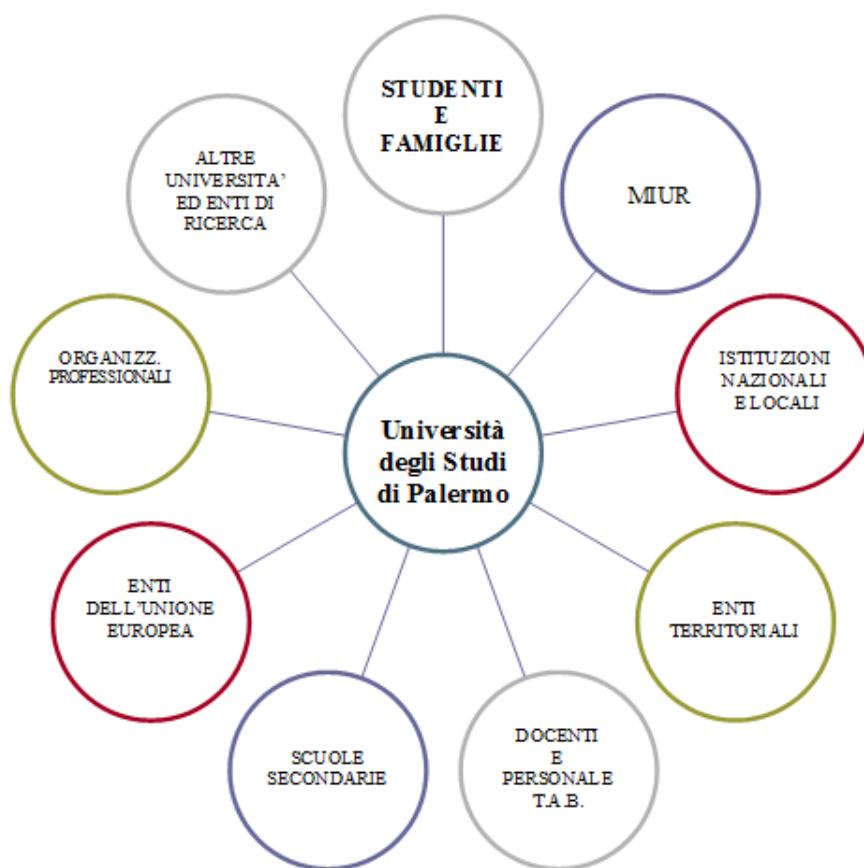 STUDENTI
E
FAMIGLIE
MIUR
ISTITUZIONI
NAZIONALI
E LOCALI
ENTI
TERRITORIALI
DOCENTI
E
PERSONALE
T.A.B.
SCUOLE
SECONDARIE
ENTI
DELL'UNIONE
EUROPEA
ORGANIZZ.
PROFESSIONALI
ALTRE
UNIVERSITA'
ED ENTI DI
RICERCA
Università
degli Studi
di Palermo